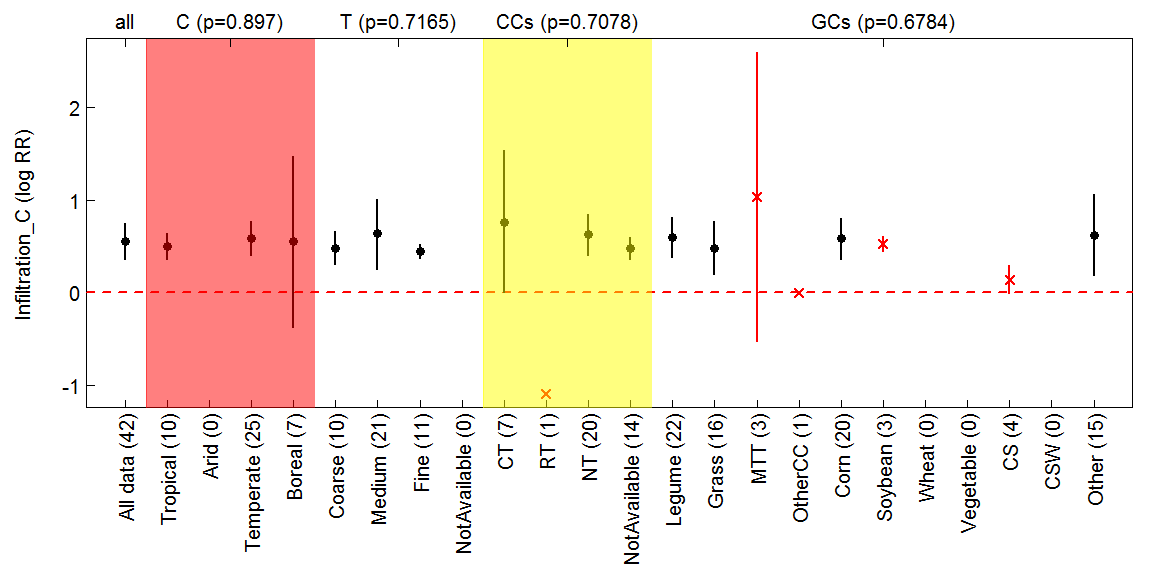 all
C (p=0.897)
T (p=0.7165)
CCs (p=0.7078)
GCs (p=0.6784)
Infiltration_C (log RR)
2
1
0
-1
All data (42)
Tropical (10)
Arid (0)
Temperate (25)
Boreal (7)
Coarse (10)
Medium (21)
Fine (11)
NotAvailable (0)
CT (7)
RT (1)
NT (20)
NotAvailable (14)
Legume (22)
Grass (16)
MTT (3)
OtherCC (1)
Corn (20)
Soybean (3)
Wheat (0)
Vegetable (0)
CS (4)
CSW (0)
Other (15)